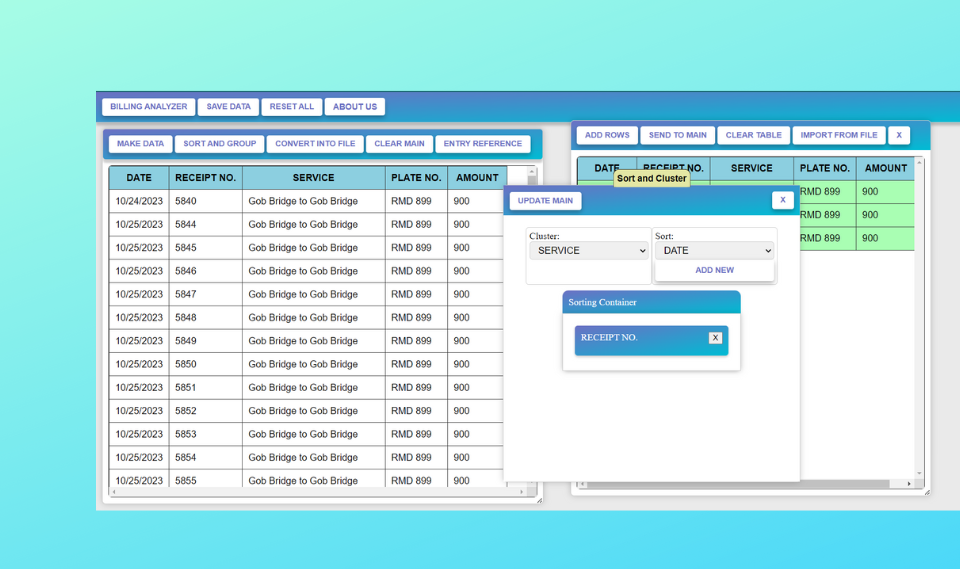 BILLING ANALYZER SAVE DATA RESET ALL ABOUT US
MAKE DATA SORT AND GROUP CONVERT INTO FILE CLEAR MAIN ENTRY REFERENCE
DATE RECEIPT NO. SERVICE PLATE NO. AMOUNT
10/24/2023 5840 Gob Bridge to Gob Bridge RMD 899 900
10/25/2023 5844 Gob Bridge to Gob Bridge RMD 899 900
10/25/2023 5845 Gob Bridge to Gob Bridge RMD 899 900
10/25/2023 5846 Gob Bridge to Gob Bridge RMD 899 900
10/25/2023 5847 Gob Bridge to Gob Bridge RMD 899 900
10/25/2023 5848 Gob Bridge to Gob Bridge RMD 899 900
10/25/2023 5849 Gob Bridge to Gob Bridge RMD 899 900
10/25/2023 5850 Gob Bridge to Gob Bridge RMD 899 900
10/25/2023 5851 Gob Bridge to Gob Bridge RMD 899 900
10/25/2023 5852 Gob Bridge to Gob Bridge RMD 899 900
10/25/2023 5853 Gob Bridge to Gob Bridge RMD 899 900
10/25/2023 5854 Gob Bridge to Gob Bridge RMD 899 900
10/25/2023 5855 Gob Bridge to Gob Bridge RMD 899 900
ADD ROWS SEND TO MAIN CLEAR TABLE IMPORT FROM FILE X
DATE RECEIPT NO. SERVICE PLATE NO. AMOUNT
RMD 899 900
RMD 899 900
RMD 899 900
Sort and Cluster
UPDATE MAIN X
Cluster: Sort:
SERVICE DATE
ADD NEW
Sorting Container
RECEIPT NO. X